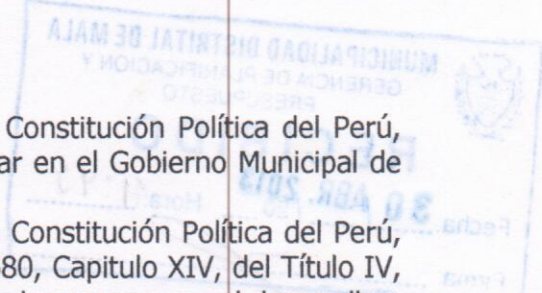 MUNICIPALIDAD DISTRITAL DE MALA
GERENCIA DE PLANIFICACION Y
PRESUPUESTO
Constitución Política del Perú,
ar en el Gobierno Municipal de
30 ABR. 2013
Hora
Fecha
Constitución Política del Perú,
80, Capitulo XIV, del Título IV,
Firma